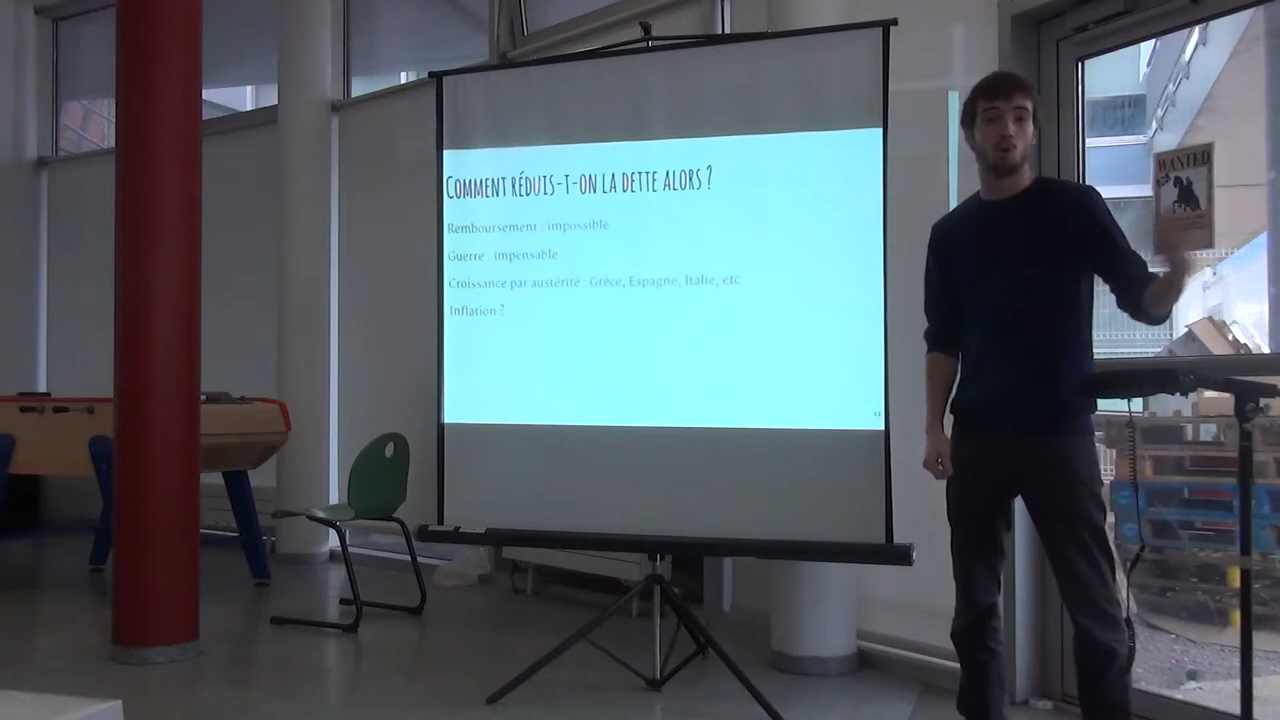 COMMENT RÉDUIS-T-ON LA DETTE ALORS ?
Remboursement : impossible
Guerre : impensable
Croissance par austérité : Grèce, Espagne, Italie, etc.
Inflation ?
12
WANTED